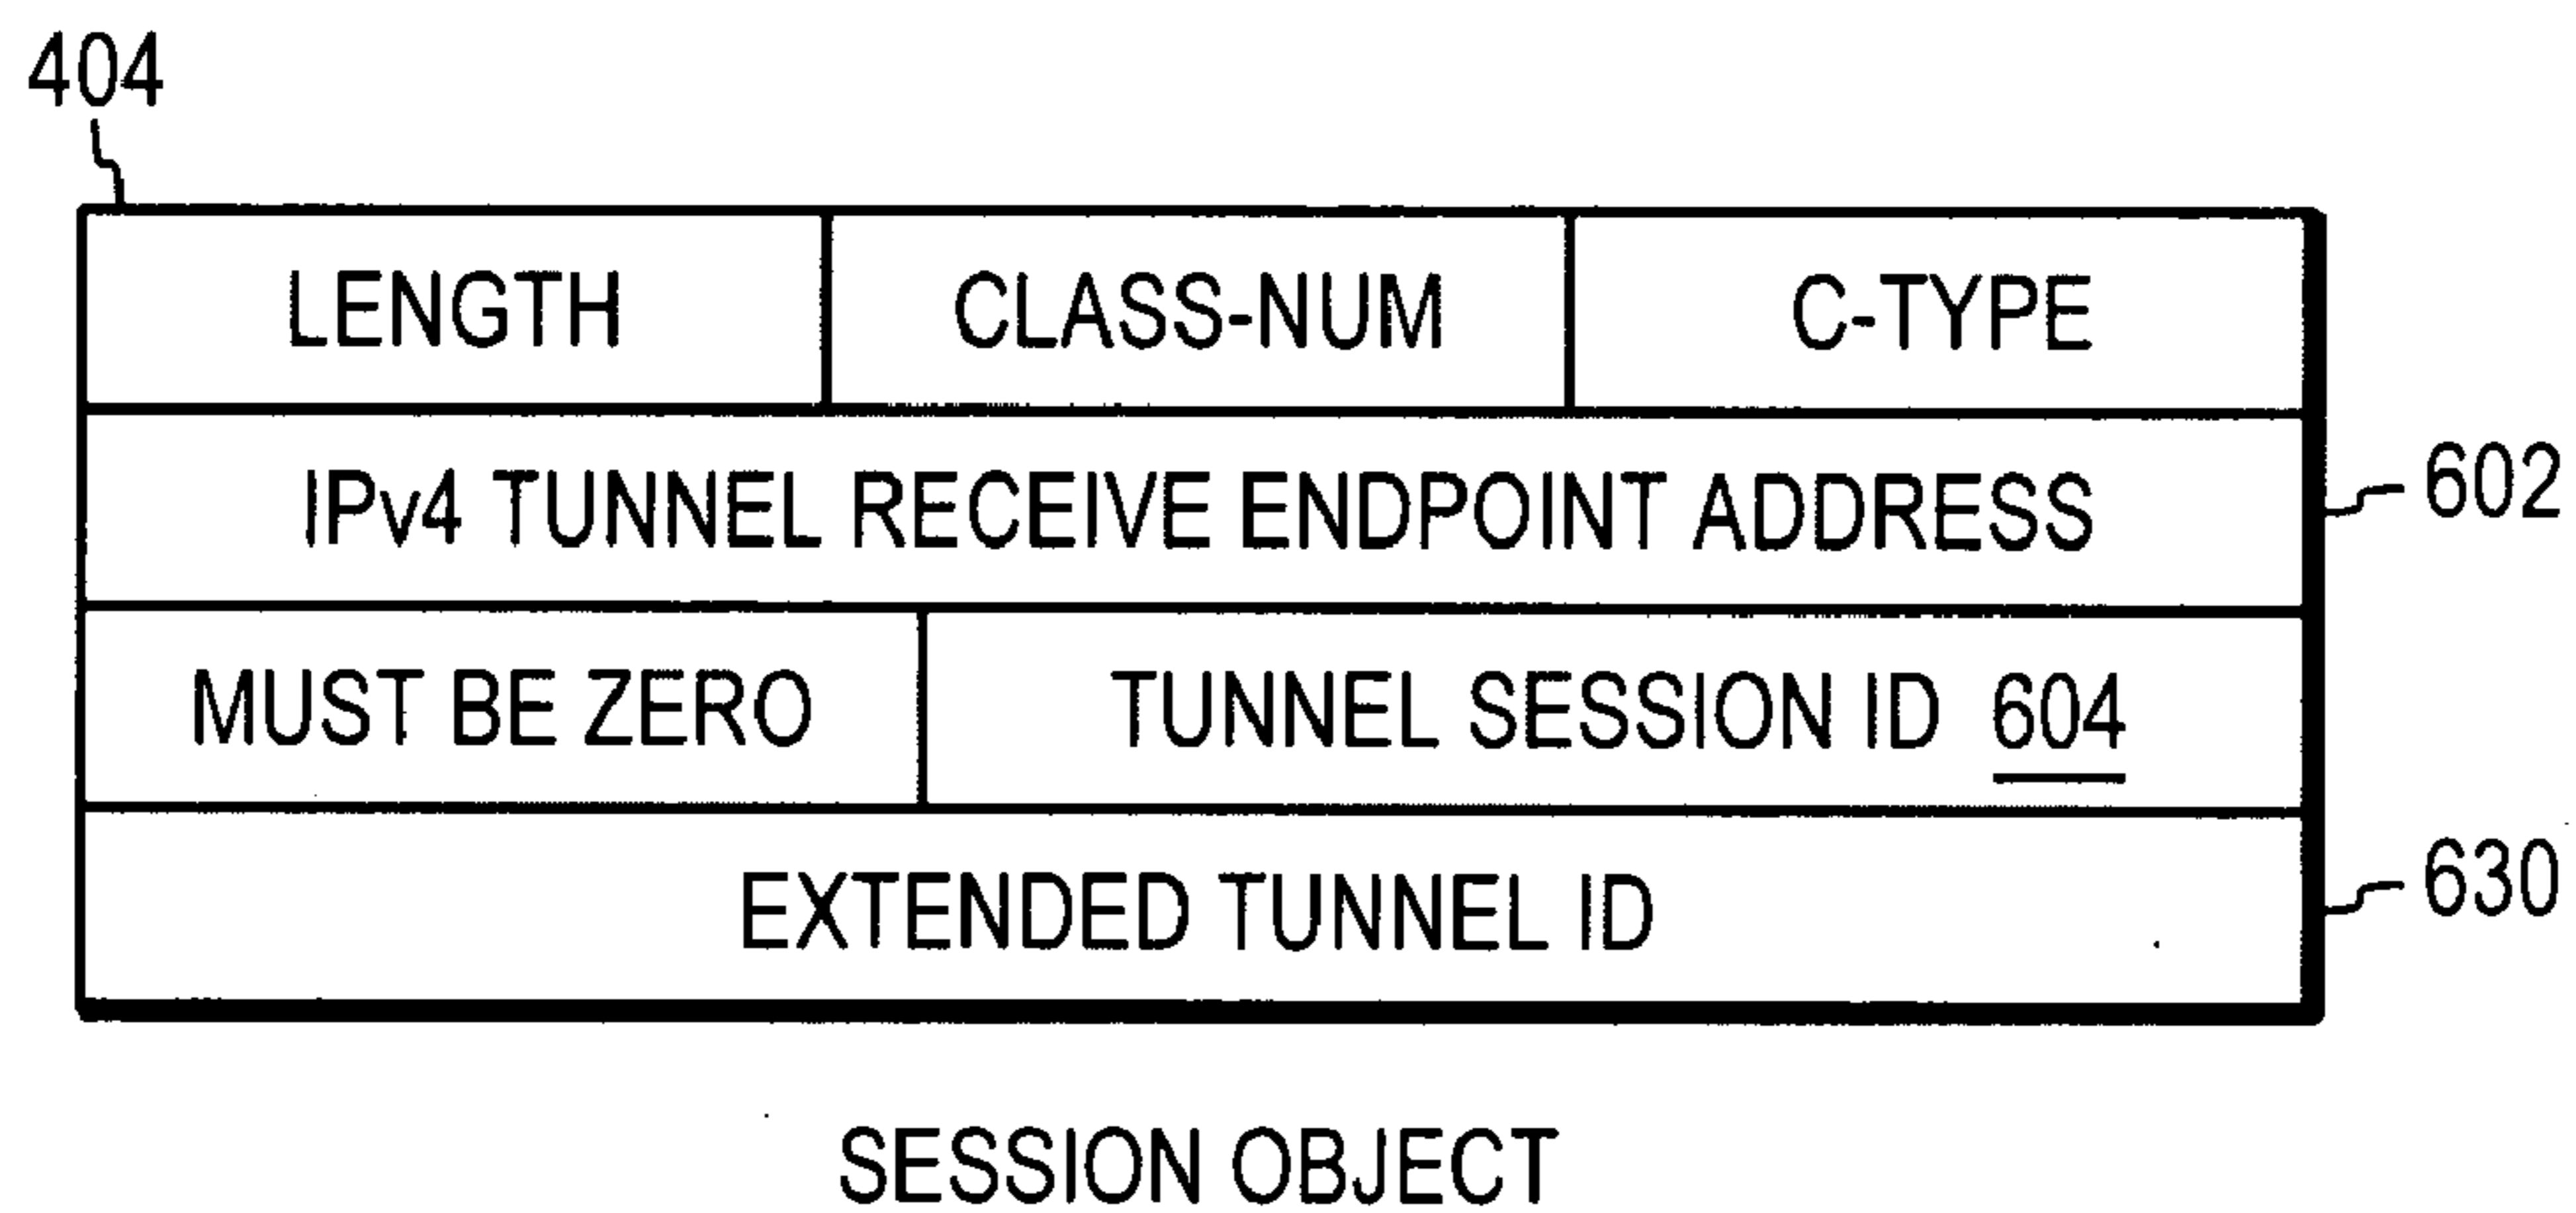 404
LENGTH CLASS-NUM C-TYPE
IPv4 TUNNEL RECEIVE ENDPOINT ADDRESS 602
MUST BE ZERO TUNNEL SESSION ID 604
EXTENDED TUNNEL ID 630
SESSION OBJECT